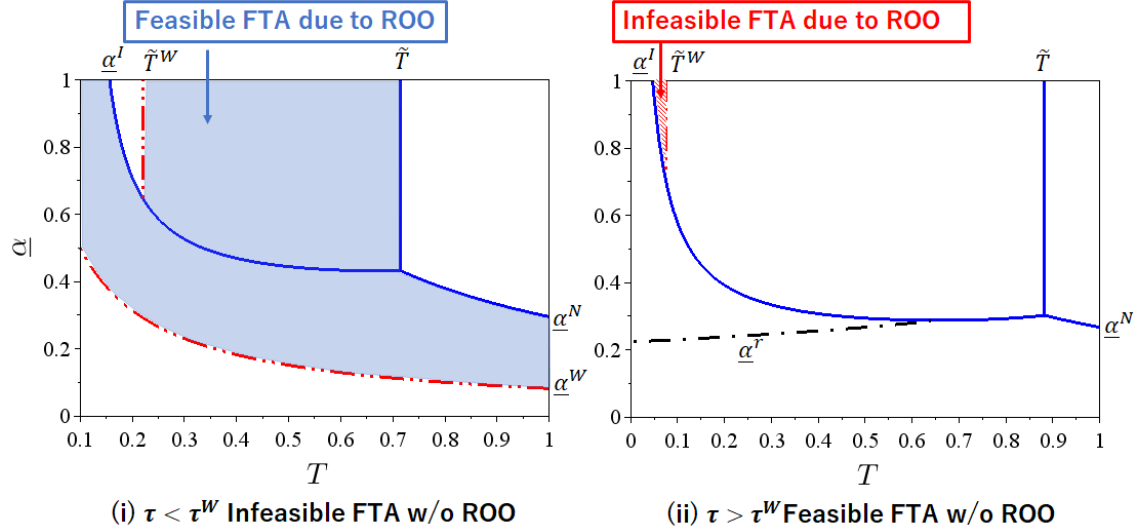 Feasible FTA due to ROO
Infeasible FTA due to ROO
α̲^I T̃^W T̃
α̲^I T̃^W T̃
1
0.8
0.6
0.4
0.2
0
α̲
α̲^N
α̲^W
0.1 0.2 0.3 0.4 0.5 0.6 0.7 0.8 0.9 1
T
(i) τ < τ^W Infeasible FTA w/o ROO
1
0.8
0.6
0.4
0.2
0
α̲^r
α̲^N
0 0.1 0.2 0.3 0.4 0.5 0.6 0.7 0.8 0.9 1
T
(ii) τ > τ^W Feasible FTA w/o ROO